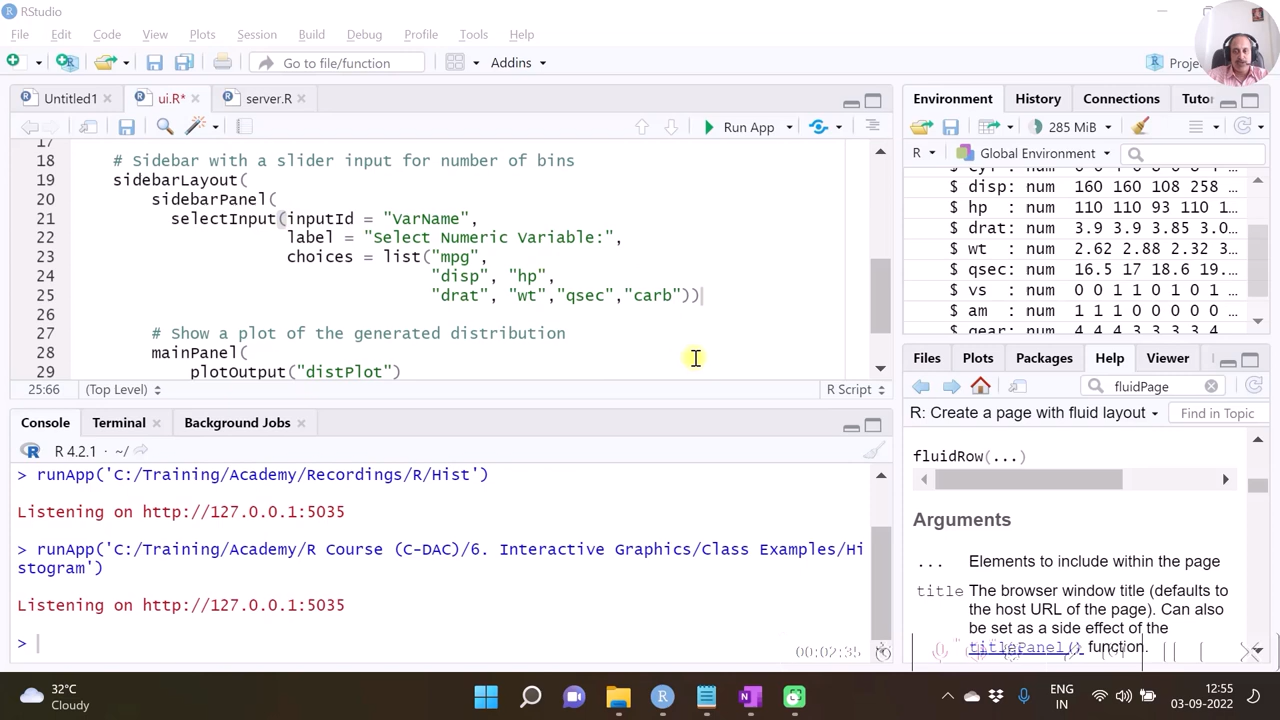 RStudio
File Edit Code View Plots Session Build Debug Profile Tools Help
Go to file/function
Addins
Untitled1 ui.R* server.R
Run App
17
18 # Sidebar with a slider input for number of bins
19 sidebarLayout(
20 sidebarPanel(
21 selectInput(inputId = "VarName",
22 label = "Select Numeric Variable:",
23 choices = list("mpg",
24 "disp", "hp",
25 "drat", "wt","qsec","carb"))
26
27 # Show a plot of the generated distribution
28 mainPanel(
29 plotOutput("distPlot")
25:66 (Top Level) R Script
Console Terminal Background Jobs
R 4.2.1 · ~/
> runApp('C:/Training/Academy/Recordings/R/Hist')
Listening on http://127.0.0.1:5035
> runApp('C:/Training/Academy/R Course (C-DAC)/6. Interactive Graphics/Class Examples/Hi
stogram')
Listening on http://127.0.0.1:5035
>
00:02:35
Environment History Connections Tuto
285 MiB
R Global Environment
$ disp: num 160 160 108 258 ...
$ hp : num 110 110 93 110 1...
$ drat: num 3.9 3.9 3.85 3.0...
$ wt : num 2.62 2.88 2.32 3...
$ qsec: num 16.5 17 18.6 19....
$ vs : num 0 0 1 1 0 1 0 1 ...
$ am : num 1 1 1 0 0 0 0 0 ...
$ gear: num 4 4 4 3 3 3 3 4
Files Plots Packages Help Viewer
fluidPage
R: Create a page with fluid layout Find in Topic
fluidRow(...)
Arguments
... Elements to include within the page
title The browser window title (defaults to
the host URL of the page). Can also
be set as a side effect of the
titlePanel() function.
32°C
Cloudy
ENG
IN
12:55
03-09-2022